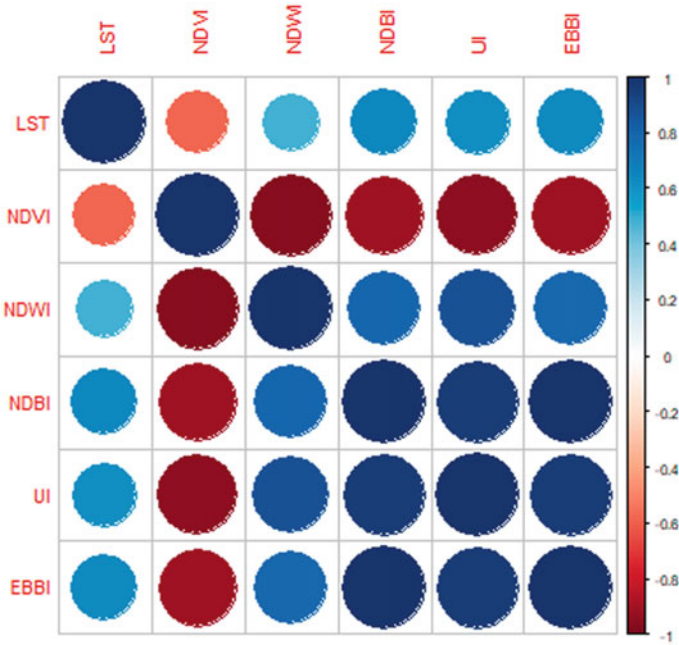 LST NDVI NDWI NDBI UI EBBI
LST
NDVI
NDWI
NDBI
UI
EBBI
1
0.8
0.6
0.4
0.2
0
-0.2
-0.4
-0.6
-0.8
-1